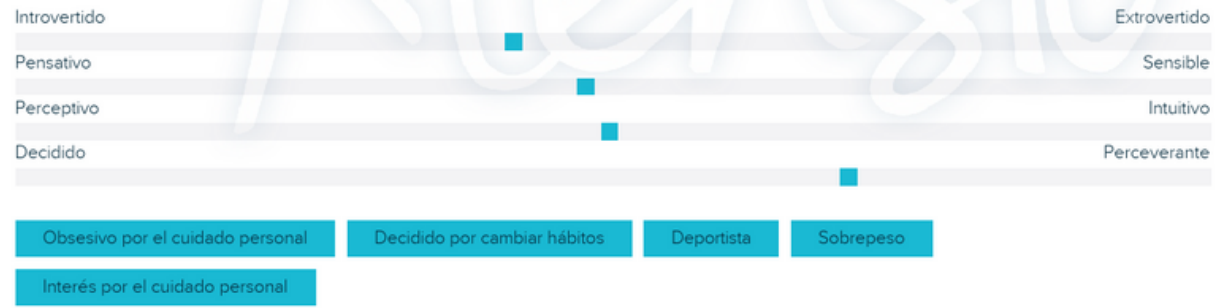 Introvertido Extrovertido
Pensativo Sensible
Perceptivo Intuitivo
Decidido Perceverante
Obsesivo por el cuidado personal Decidido por cambiar hábitos Deportista Sobrepeso
Interés por el cuidado personal